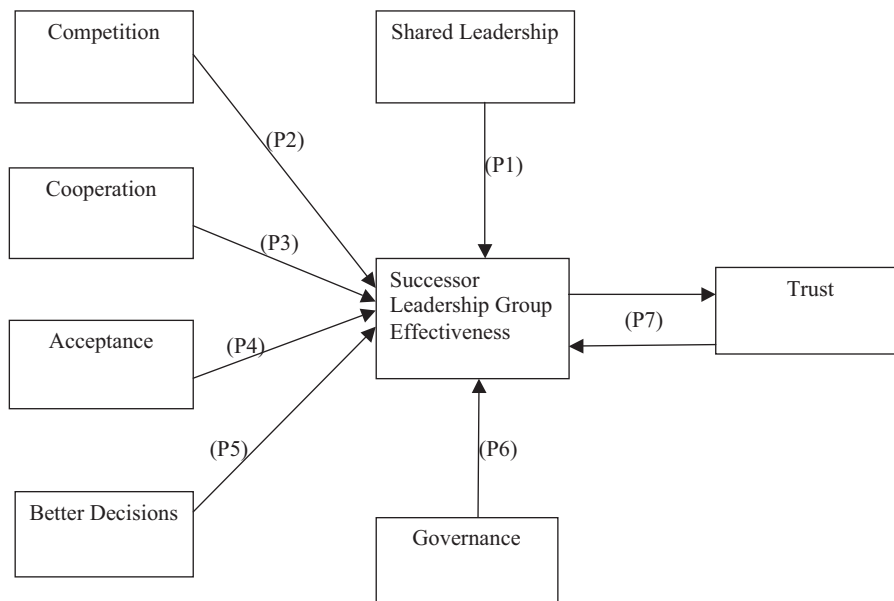 Competition
Shared Leadership
(P2)
(P1)
Cooperation
(P3)
Successor
Leadership Group
Effectiveness
Trust
(P7)
Acceptance
(P4)
(P5)
(P6)
Better Decisions
Governance